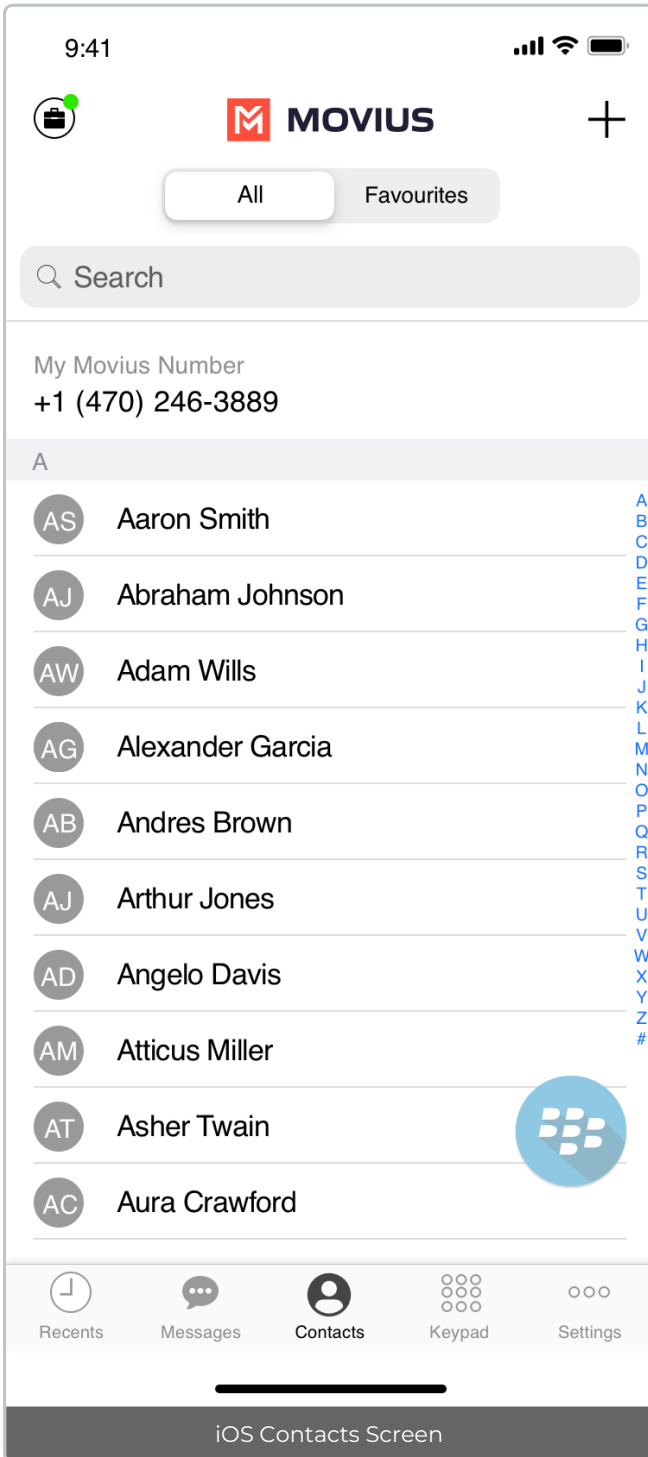 9:41
MOVIUS
All Favourites
Search
My Movius Number
+1 (470) 246-3889
A
AS Aaron Smith
AJ Abraham Johnson
AW Adam Wills
AG Alexander Garcia
AB Andres Brown
AJ Arthur Jones
AD Angelo Davis
AM Atticus Miller
AT Asher Twain
AC Aura Crawford
A
B
C
D
E
F
G
H
I
J
K
L
M
N
O
P
Q
R
S
T
U
V
W
X
Y
Z
#
Recents Messages Contacts Keypad Settings
iOS Contacts Screen